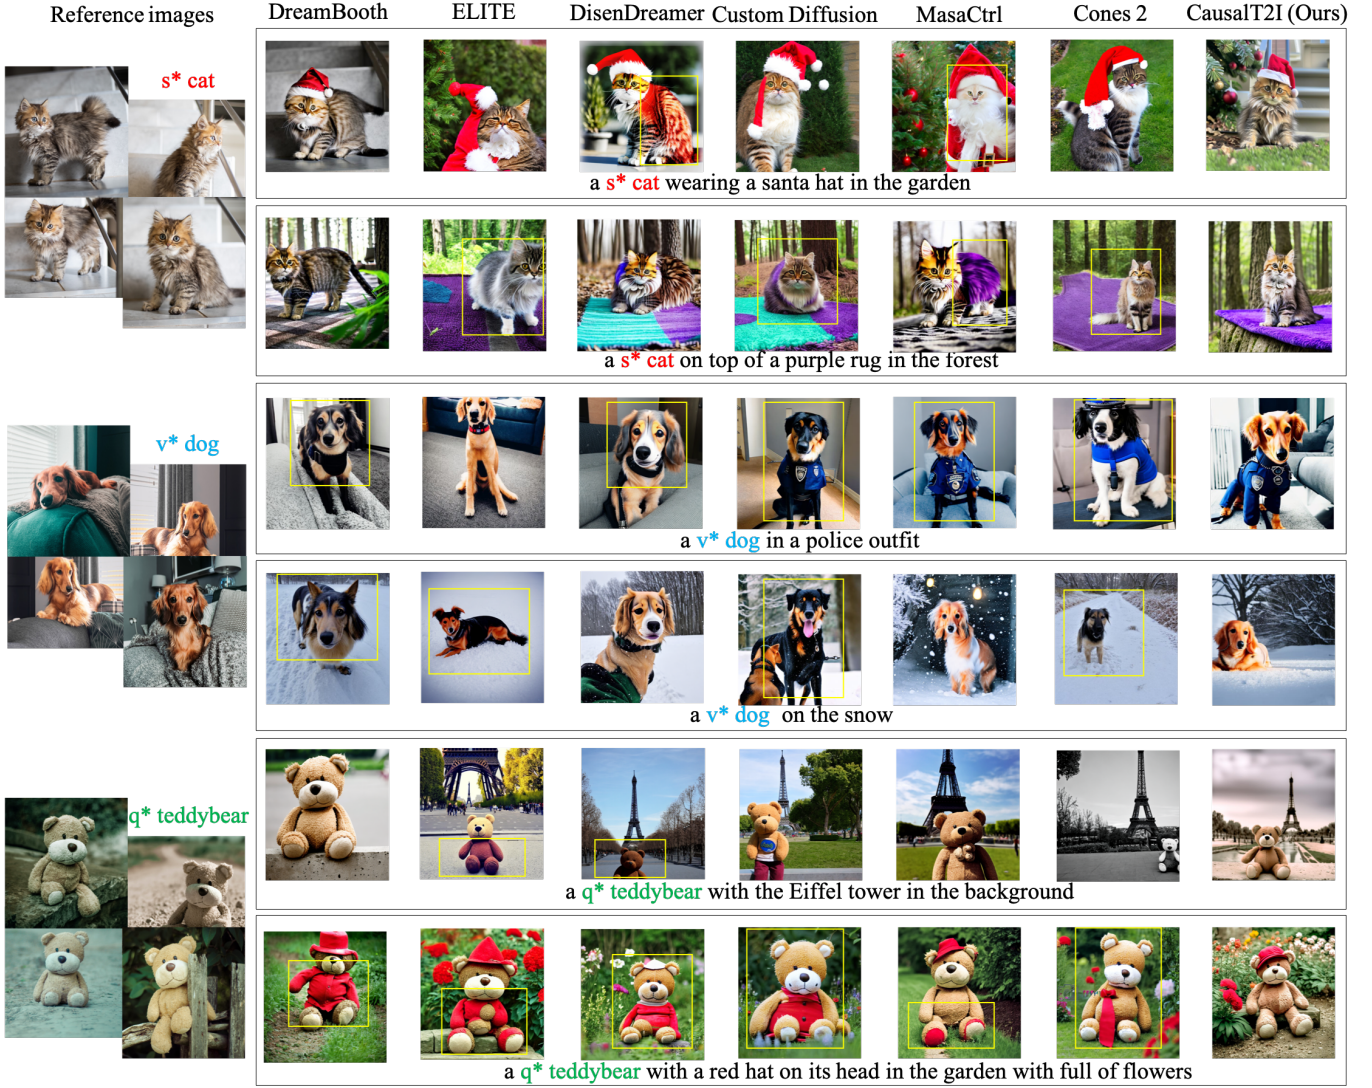 Reference images
DreamBooth
ELITE
DisenDreamer
Custom Diffusion
MasaCtrl
Cones 2
CausalT2I (Ours)
s* cat
a s* cat wearing a santa hat in the garden
a s* cat on top of a purple rug in the forest
v* dog
a v* dog in a police outfit
a v* dog on the snow
q* teddybear
a q* teddybear with the Eiffel tower in the background
a q* teddybear with a red hat on its head in the garden with full of flowers